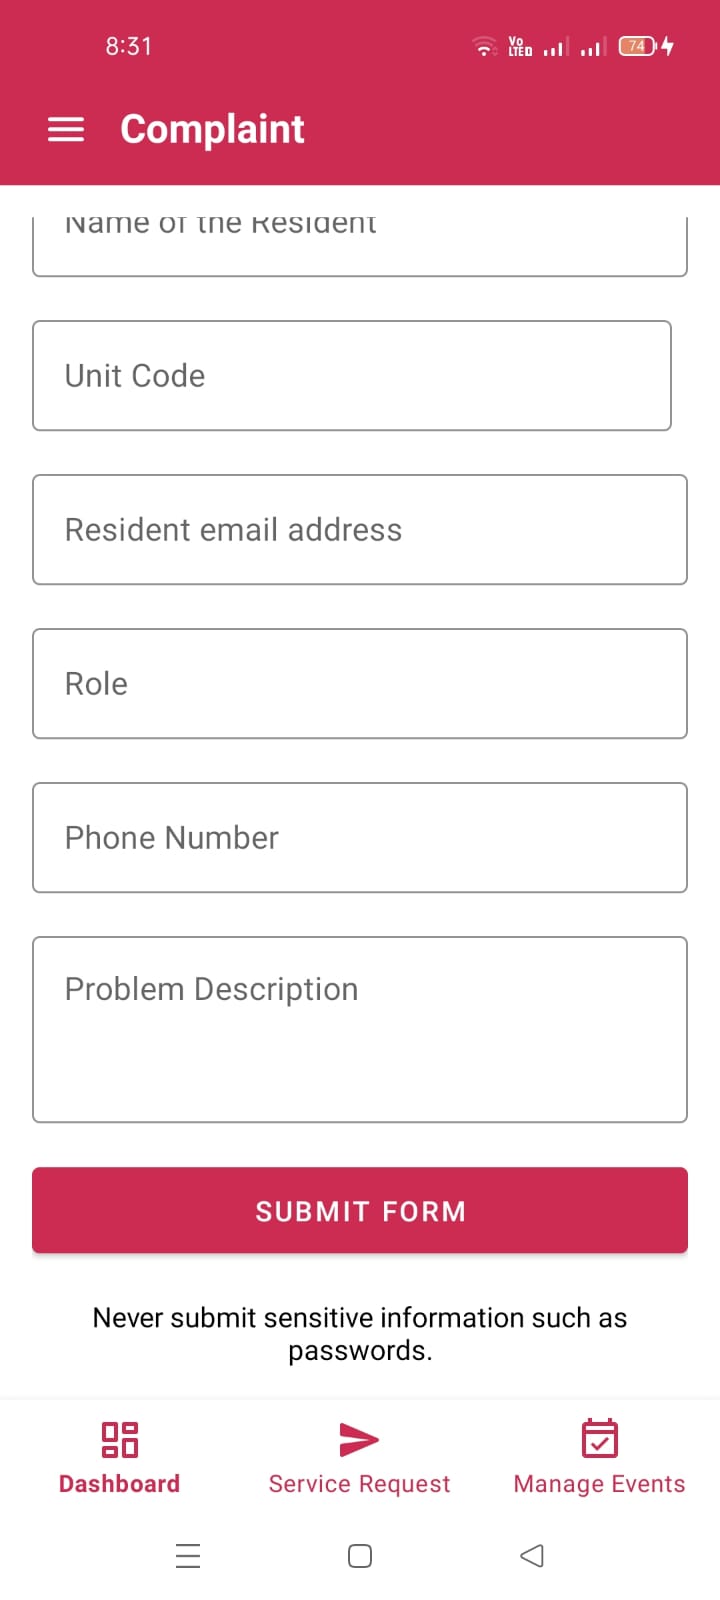 8:31
Vo
LTED
74
Complaint
Name of the Resident
Unit Code
Resident email address
Role
Phone Number
Problem Description
SUBMIT FORM
Never submit sensitive information such as
passwords.
Dashboard
Service Request
Manage Events